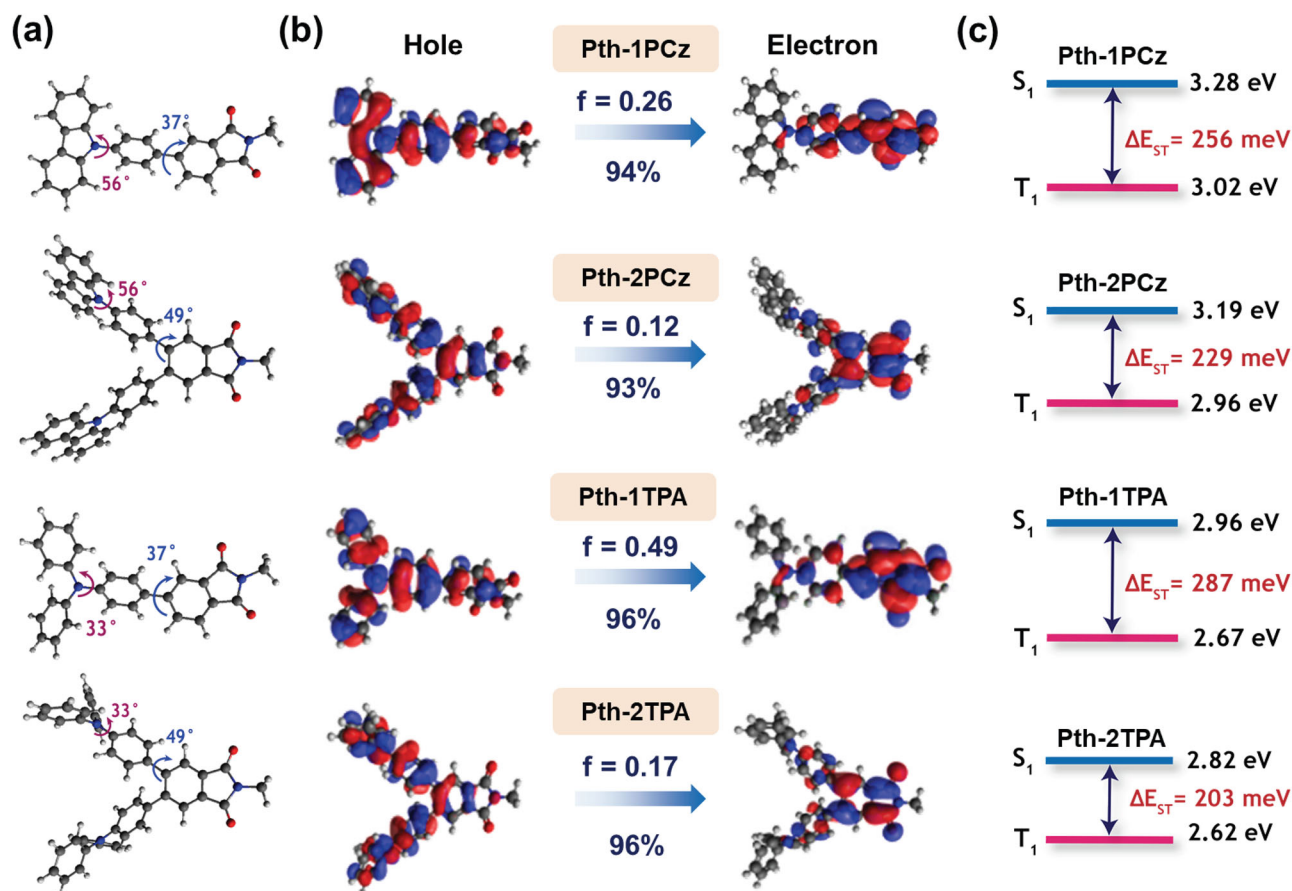 (a)
(b)
(c)
Hole
Pth-1PCz
Electron
37°
56°
f = 0.26
94%
Pth-1PCz
S1
3.28 eV
ΔEST= 256 meV
T1
3.02 eV
56°
49°
Pth-2PCz
f = 0.12
93%
Pth-2PCz
S1
3.19 eV
ΔEST= 229 meV
T1
2.96 eV
37°
33°
Pth-1TPA
f = 0.49
96%
Pth-1TPA
S1
2.96 eV
ΔEST= 287 meV
T1
2.67 eV
33°
49°
Pth-2TPA
f = 0.17
96%
Pth-2TPA
S1
2.82 eV
ΔEST= 203 meV
T1
2.62 eV